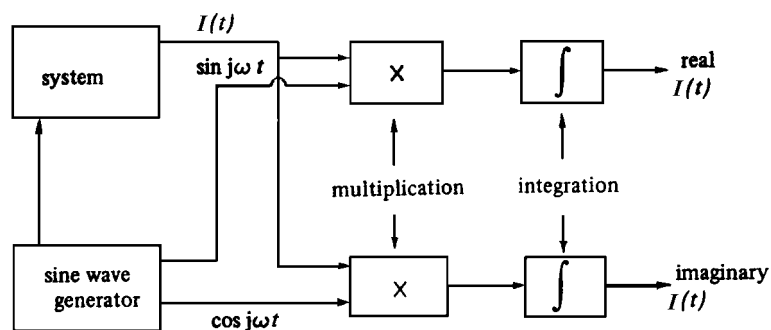 I(t)
system
sin jω t
×
∫
real
I(t)
multiplication
integration
sine wave
generator
cos jωt
×
∫
imaginary
I(t)